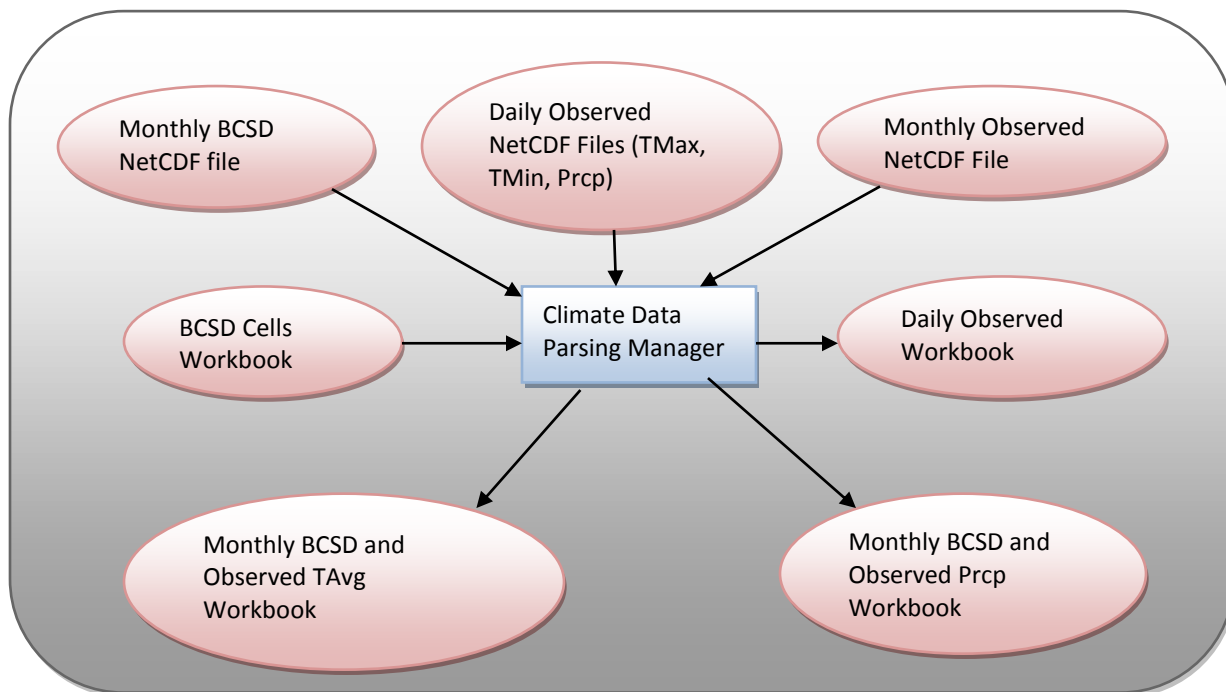 Monthly BCSD
NetCDF file
Daily Observed
NetCDF Files (TMax,
TMin, Prcp)
Monthly Observed
NetCDF File
BCSD Cells
Workbook
Climate Data
Parsing Manager
Daily Observed
Workbook
Monthly BCSD and
Observed TAvg
Workbook
Monthly BCSD and
Observed Prcp
Workbook